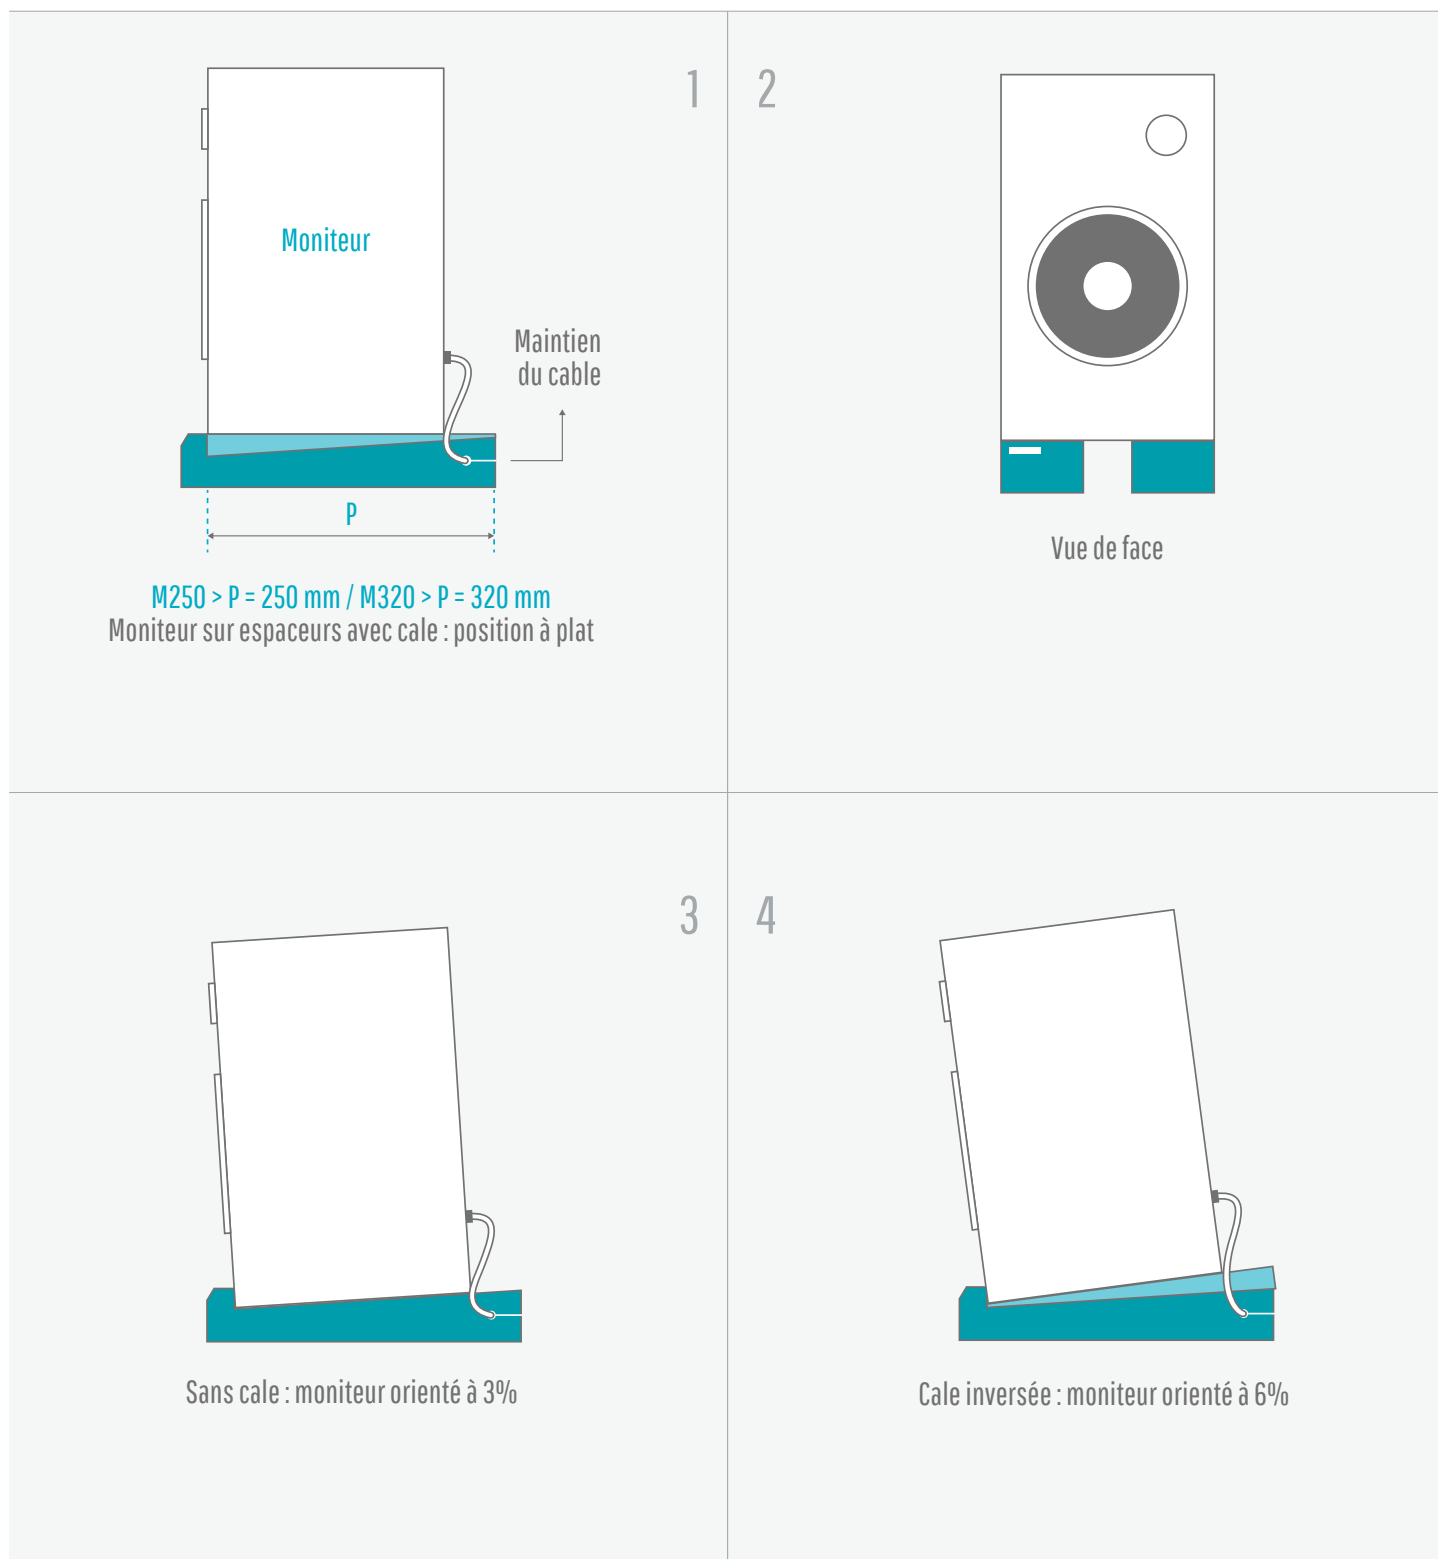 1
Moniteur
Maintien
du cable
P
M250 > P = 250 mm / M320 > P = 320 mm
Moniteur sur espaceurs avec cale : position à plat
2
Vue de face
3
Sans cale : moniteur orienté à 3%
4
Cale inversée : moniteur orienté à 6%